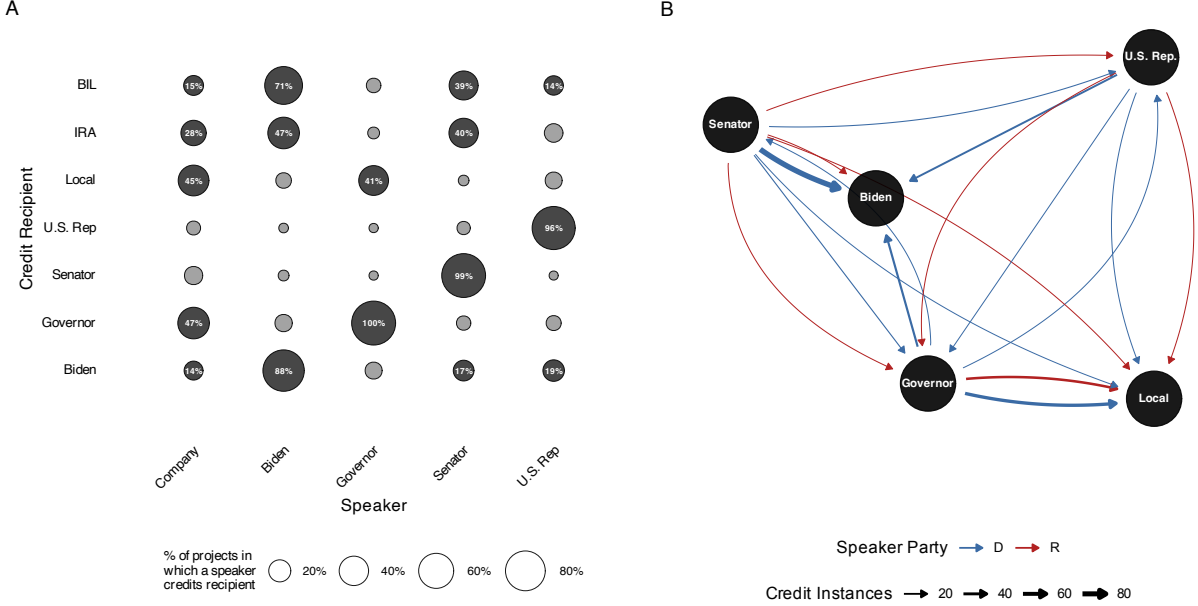 A
BIL 15% 71% 39% 14%
IRA 28% 47% 40%
Local 45% 41%
U.S. Rep 96%
Senator 99%
Governor 47% 100%
Biden 14% 88% 17% 19%
Credit Recipient
Company Biden Governor Senator U.S. Rep
Speaker
% of projects in
which a speaker
credits recipient
20% 40% 60% 80%
B
U.S. Rep.
Senator
Biden
Governor
Local
Speaker Party D R
Credit Instances 20 40 60 80